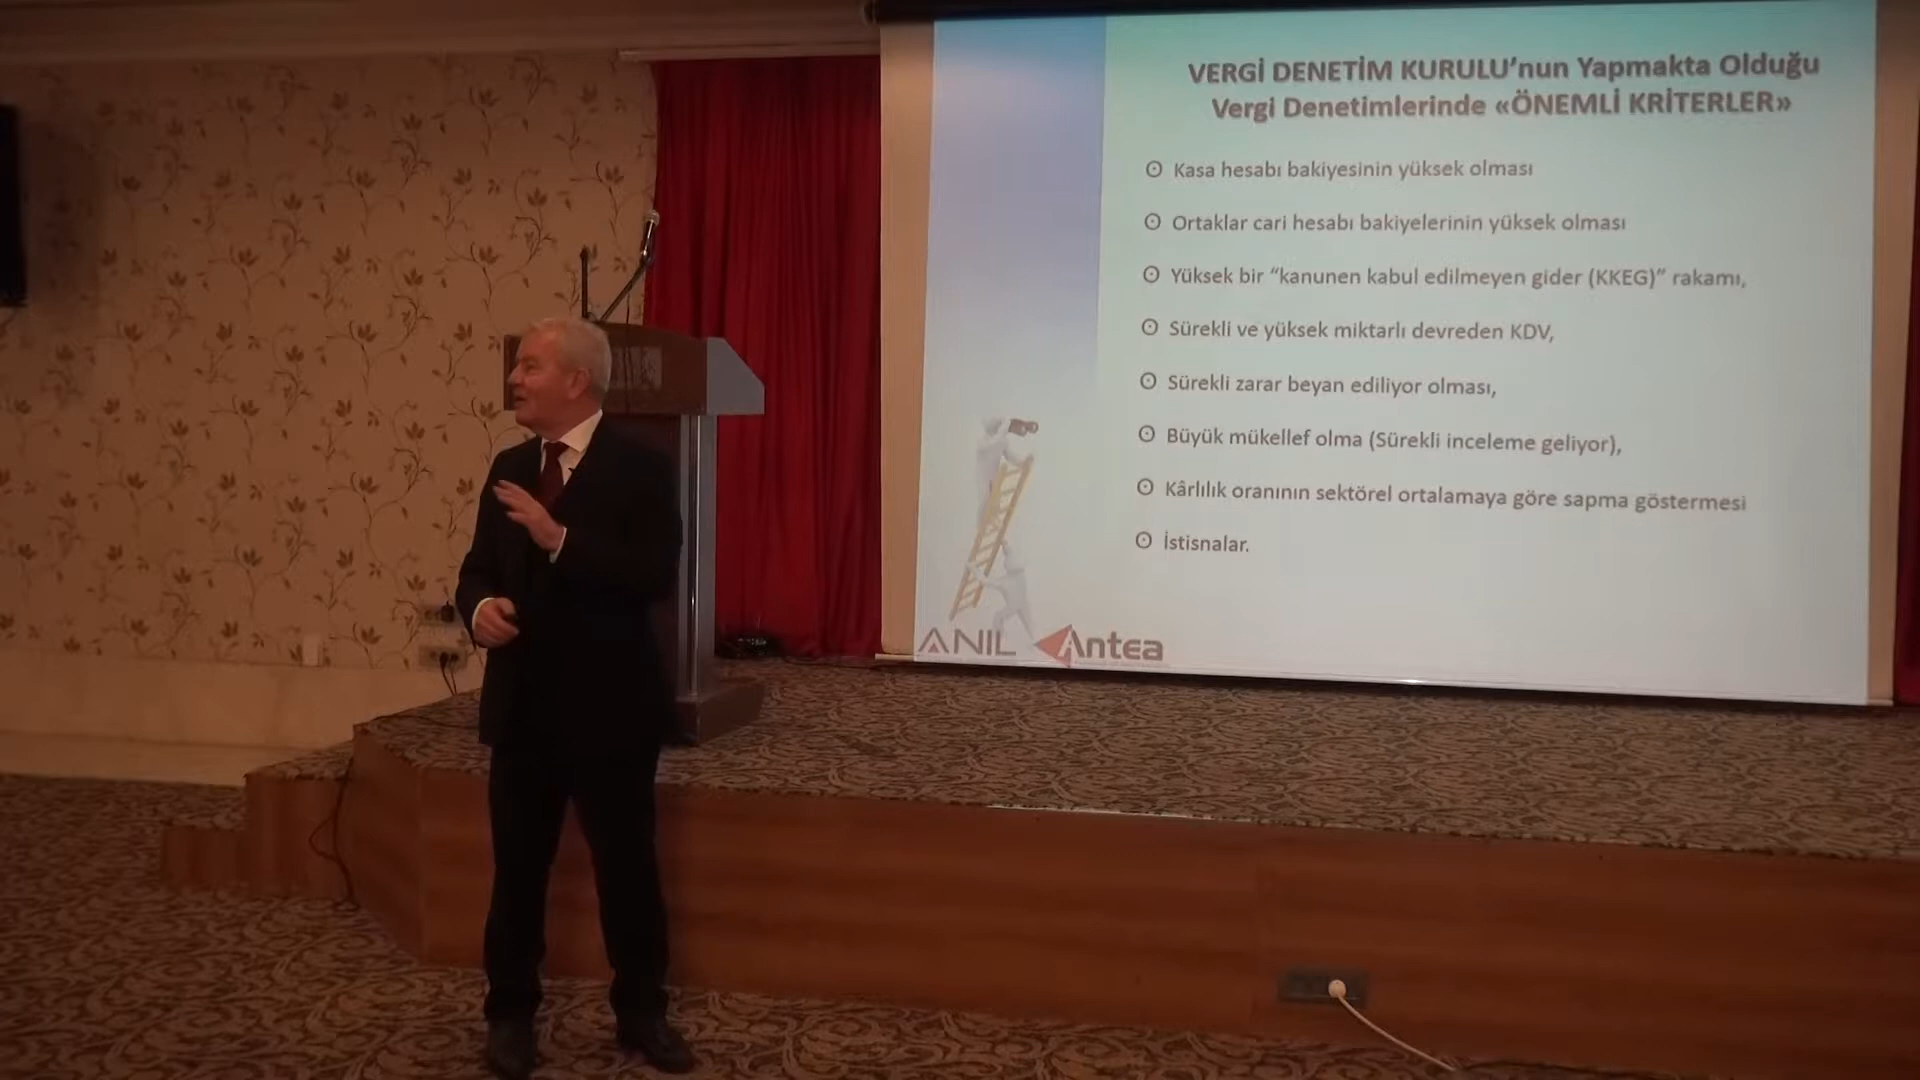 VERGİ DENETİM KURULU’nun Yapmakta Olduğu
Vergi Denetimlerinde «ÖNEMLİ KRİTERLER»
Kasa hesabı bakiyesinin yüksek olması
Ortaklar cari hesabı bakiyelerinin yüksek olması
Yüksek bir “kanunen kabul edilmeyen gider (KKEG)” rakamı,
Sürekli ve yüksek miktarlı devreden KDV,
Sürekli zarar beyan ediliyor olması,
Büyük mükellef olma (Sürekli inceleme geliyor),
Kârlılık oranının sektörel ortalamaya göre sapma göstermesi
İstisnalar.
ANIL Antea